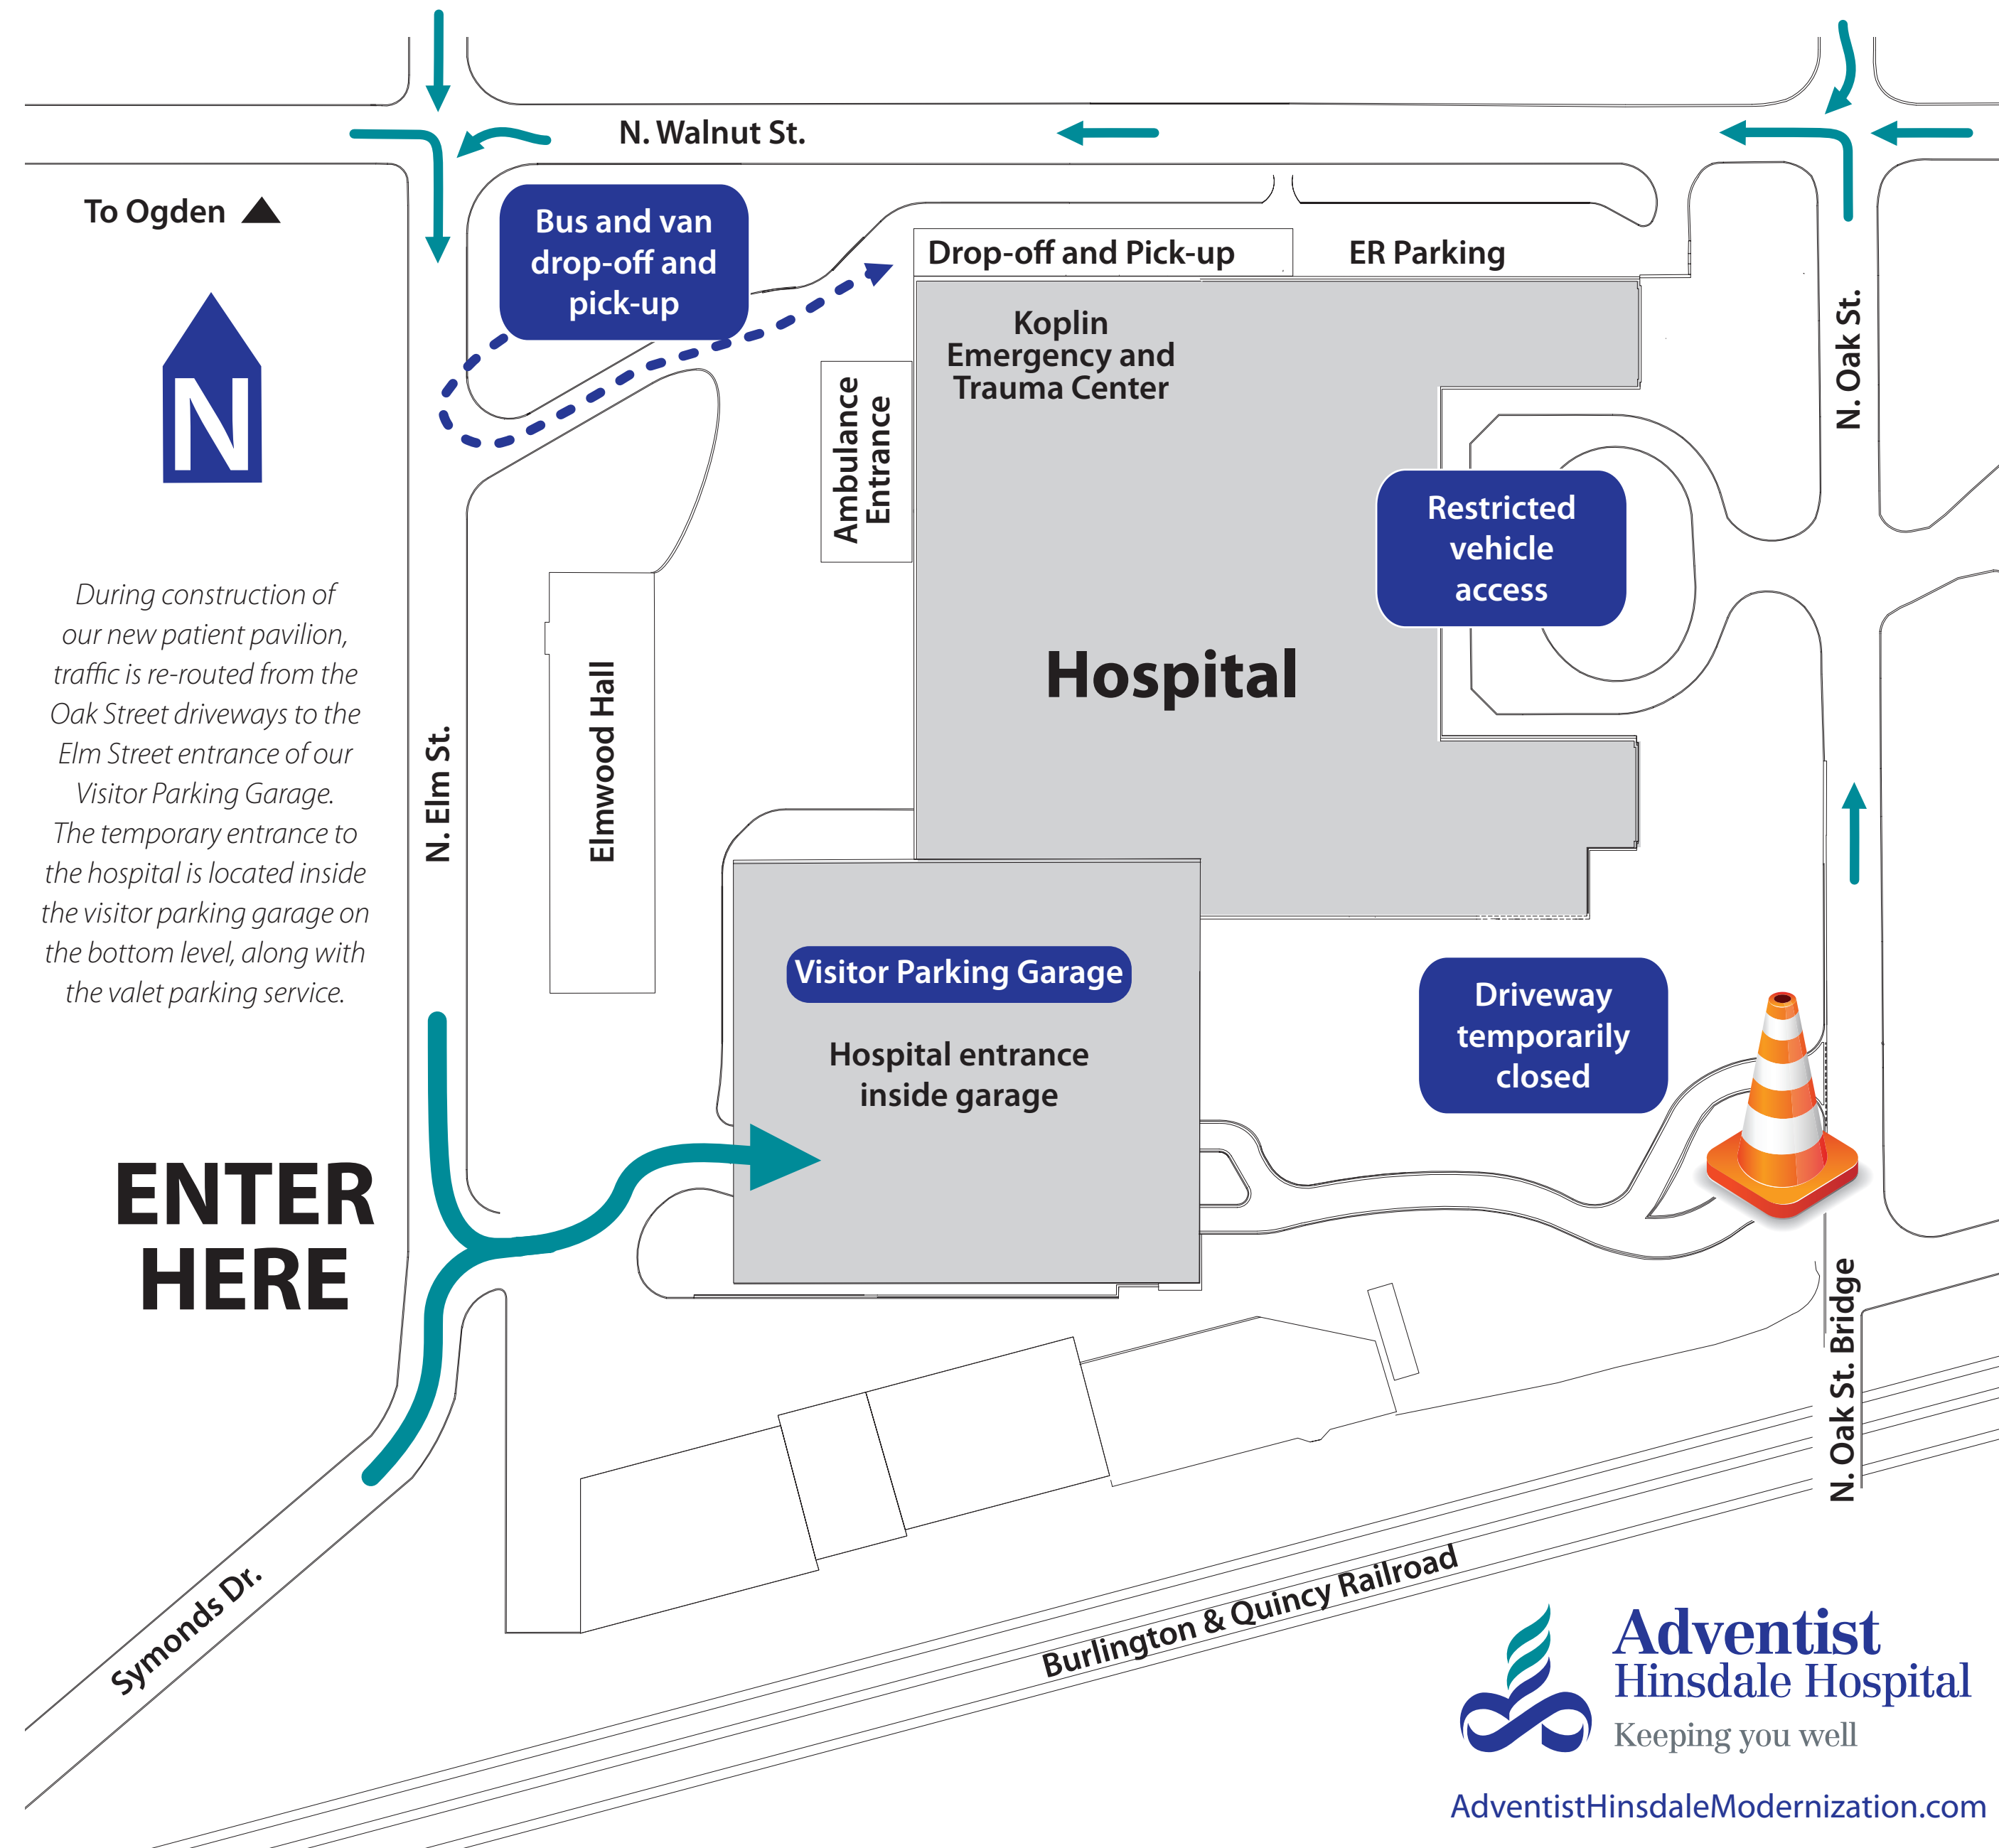 N. Walnut St.
To Ogden
N
Bus and van
drop-off and
pick-up
Drop-off and Pick-up
ER Parking
Koplin
Emergency and
Trauma Center
Ambulance
Entrance
N. Oak St.
Restricted
vehicle
access
Hospital
During construction of
our new patient pavilion,
traffic is re-routed from the
Oak Street driveways to the
Elm Street entrance of our
Visitor Parking Garage.
The temporary entrance to
the hospital is located inside
the visitor parking garage on
the bottom level, along with
the valet parking service.
N. Elm St.
Elmwood Hall
Visitor Parking Garage
Hospital entrance
inside garage
Driveway
temporarily
closed
ENTER
HERE
N. Oak St. Bridge
Symonds Dr.
Burlington & Quincy Railroad
Adventist
Hinsdale Hospital
Keeping you well
AdventistHinsdaleModernization.com